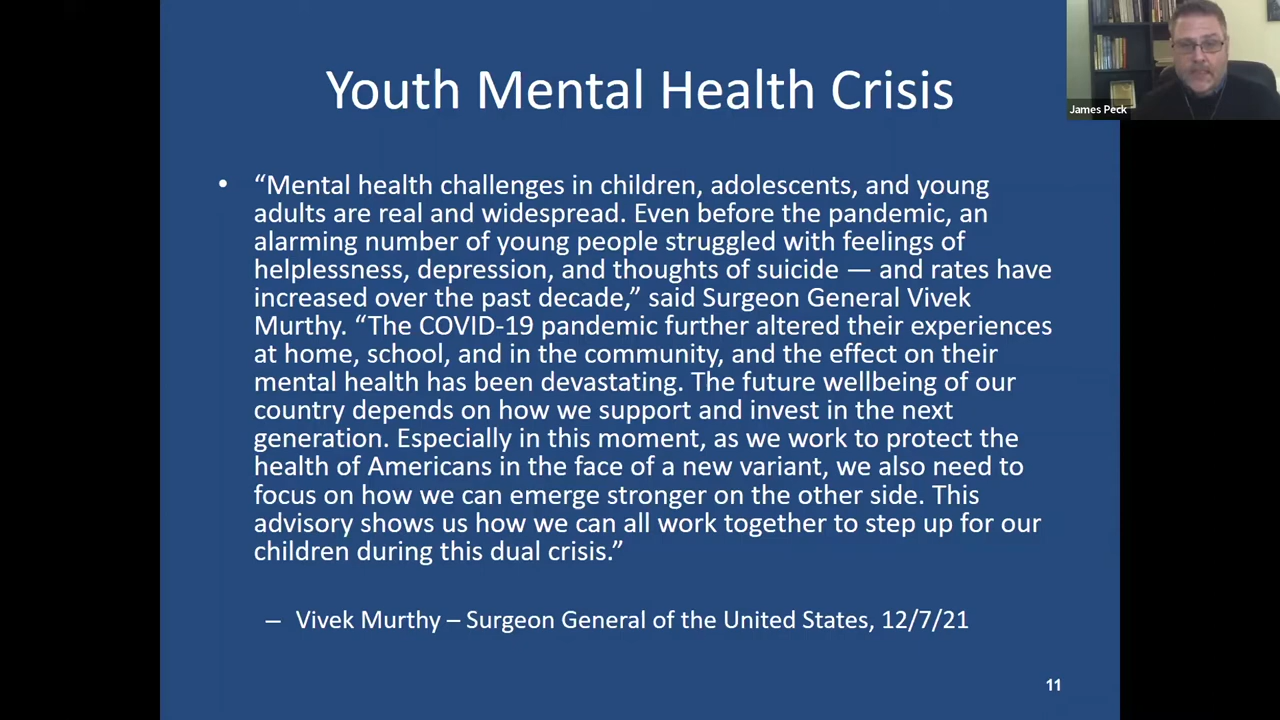 Youth Mental Health Crisis
James Peck
• “Mental health challenges in children, adolescents, and young
adults are real and widespread. Even before the pandemic, an
alarming number of young people struggled with feelings of
helplessness, depression, and thoughts of suicide — and rates have
increased over the past decade,” said Surgeon General Vivek
Murthy. “The COVID-19 pandemic further altered their experiences
at home, school, and in the community, and the effect on their
mental health has been devastating. The future wellbeing of our
country depends on how we support and invest in the next
generation. Especially in this moment, as we work to protect the
health of Americans in the face of a new variant, we also need to
focus on how we can emerge stronger on the other side. This
advisory shows us how we can all work together to step up for our
children during this dual crisis.”
– Vivek Murthy – Surgeon General of the United States, 12/7/21
11